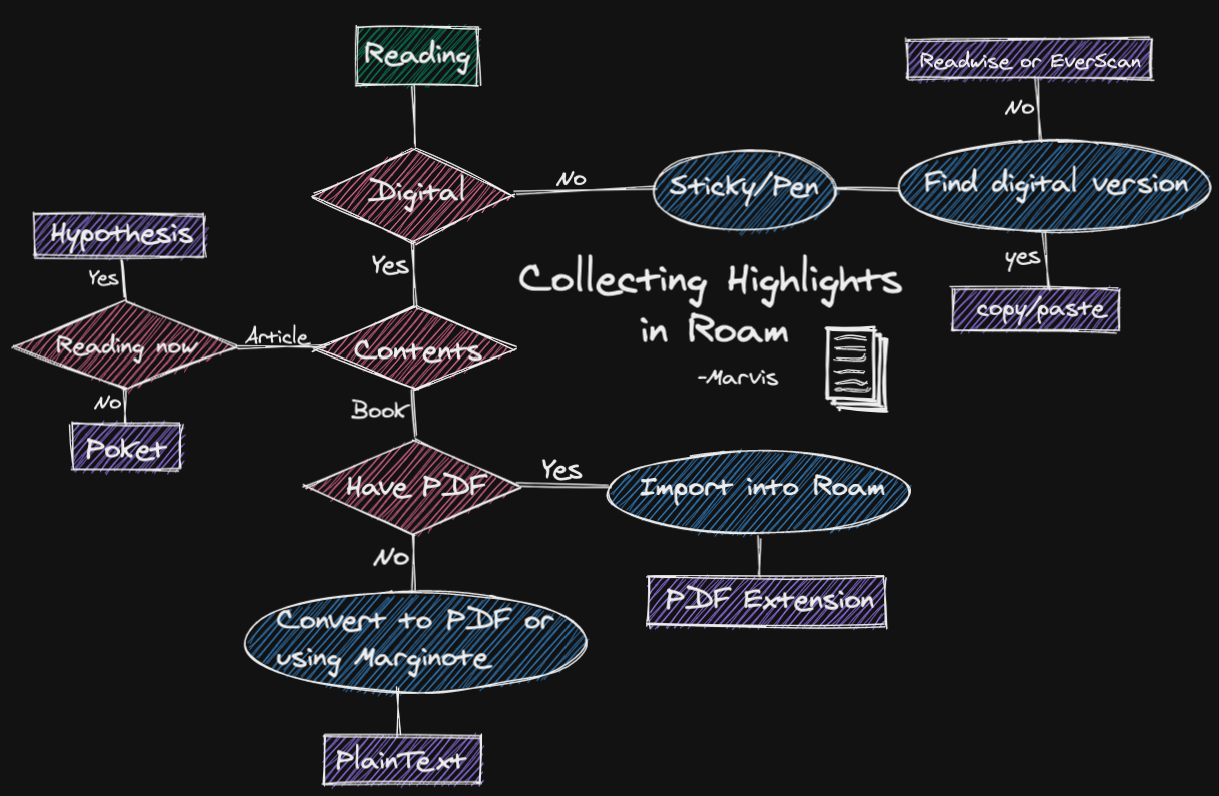 Reading
Readwise or EverScan
No
Digital
No
Sticky/Pen
Find digital version
Hypothesis
Yes
Yes
yes
Collecting Highlights
in Roam
-Marvis
copy/paste
Reading now
Article
Contents
No
Book
Poket
Have PDF
Yes
Import into Roam
No
PDF Extension
Convert to PDF or
using Marginote
PlainText